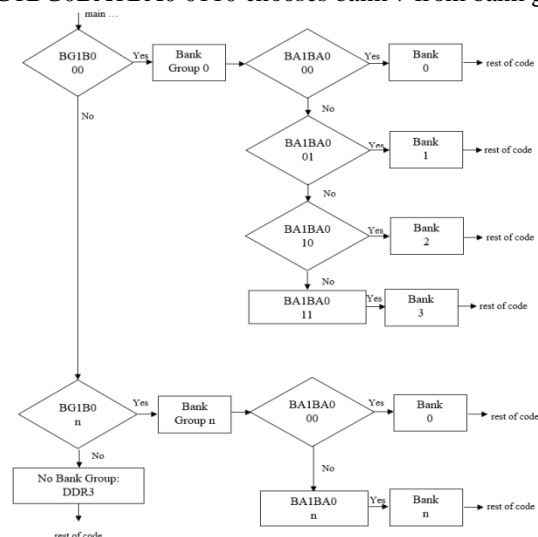 main ...
BG1B0
00
Yes
Bank
Group 0
BA1BA0
00
Yes
Bank
0
rest of code
No
No
BA1BA0
01
Yes
Bank
1
rest of code
No
BA1BA0
10
Yes
Bank
2
rest of code
No
BA1BA0
11
Yes
Bank
3
rest of code
BG1B0
n
Yes
Bank
Group n
BA1BA0
00
Yes
Bank
0
rest of code
No
No
No Bank Group:
DDR3
BA1BA0
n
Yes
Bank
n
rest of code
rest of code